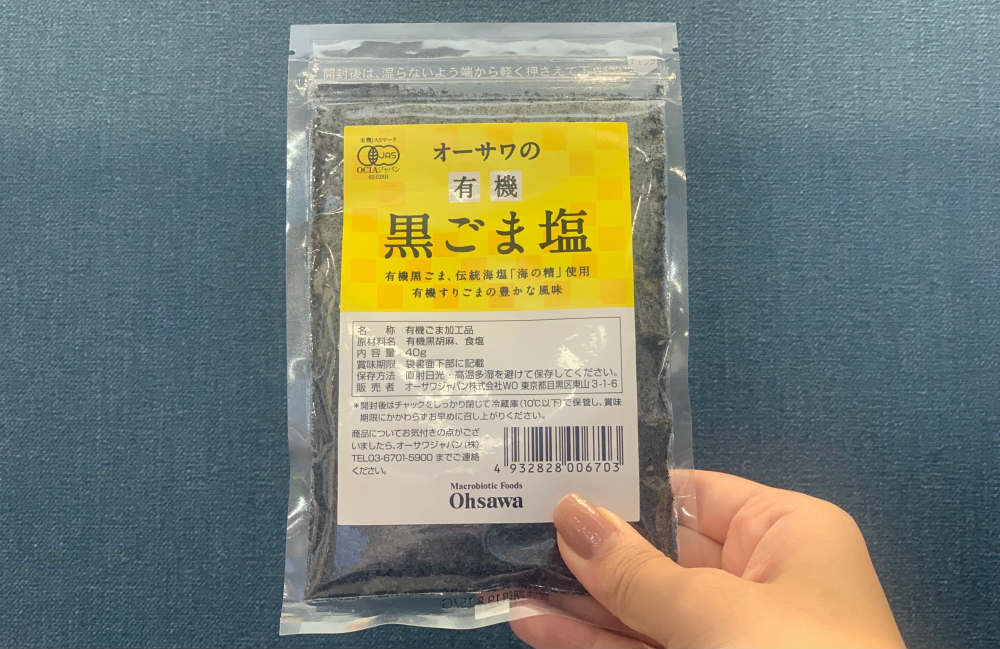 開封後は、湿らないよう端から軽く押さえて
有機JASマーク
JAS
OCIAジャパン
オーサワの
有機
黒ごま塩
有機黒ごま、伝統海塩「海の精」使用
有機すりごまの豊かな風味
名 称 有機ごま加工品
原材料名 有機黒胡麻、食塩
内容量 40g
賞味期限 袋裏面下部に記載
保存方法 直射日光・高温多湿を避けて保存してください。
販売者 オーサワジャパン株式会社WO 東京都目黒区東山3-1-6
*開封後はチャックをしっかり閉じて冷蔵庫(10℃以下)で保管し、賞味
期限にかかわらずお早めに召し上がりください。
商品についてお気付きの点がござ
いましたら、オーサワジャパン(株)
TEL03-6701-5900 までご連絡
ください。
4 932828 006703
Macrobiotic Foods
Ohsawa